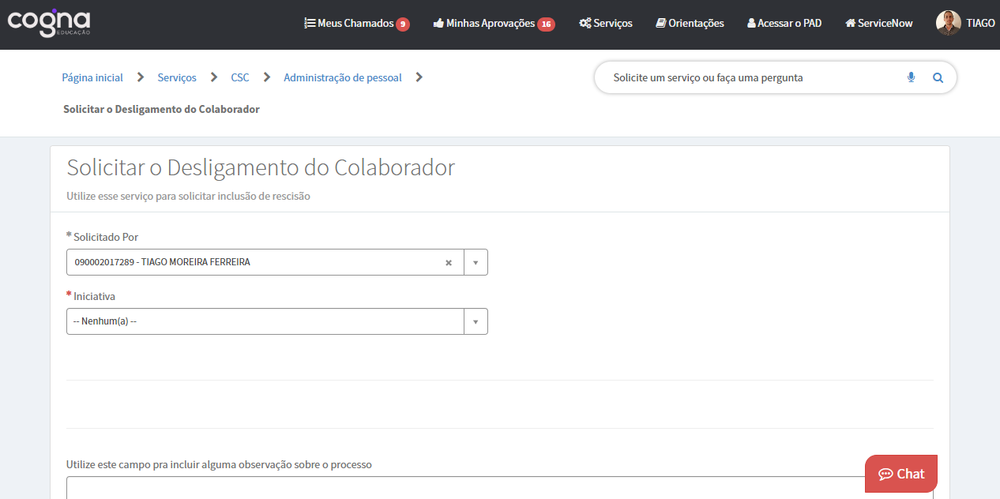 cogna
EDUCAÇÃO
Meus Chamados 9
Minhas Aprovações 16
Serviços
Orientações
Acessar o PAD
ServiceNow
TIAGO
Página inicial
Serviços
CSC
Administração de pessoal
Solicitar o Desligamento do Colaborador
Solicite um serviço ou faça uma pergunta
Solicitar o Desligamento do Colaborador
Utilize esse serviço para solicitar inclusão de rescisão
* Solicitado Por
090002017289 - TIAGO MOREIRA FERREIRA
* Iniciativa
-- Nenhum(a) --
Utilize este campo pra incluir alguma observação sobre o processo
Chat